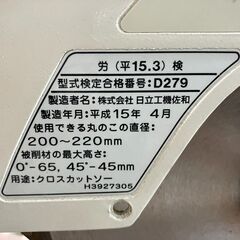 労（平15.3）検
型式検定合格番号：D279
製造者名：株式会社 日立工機佐和
製造年月：平成15年 4月
使用できる丸のこの直径：
200～220mm
被削材の最大高さ：
0°-65, 45°-45mm
用途：クロスカットソー
H3927305